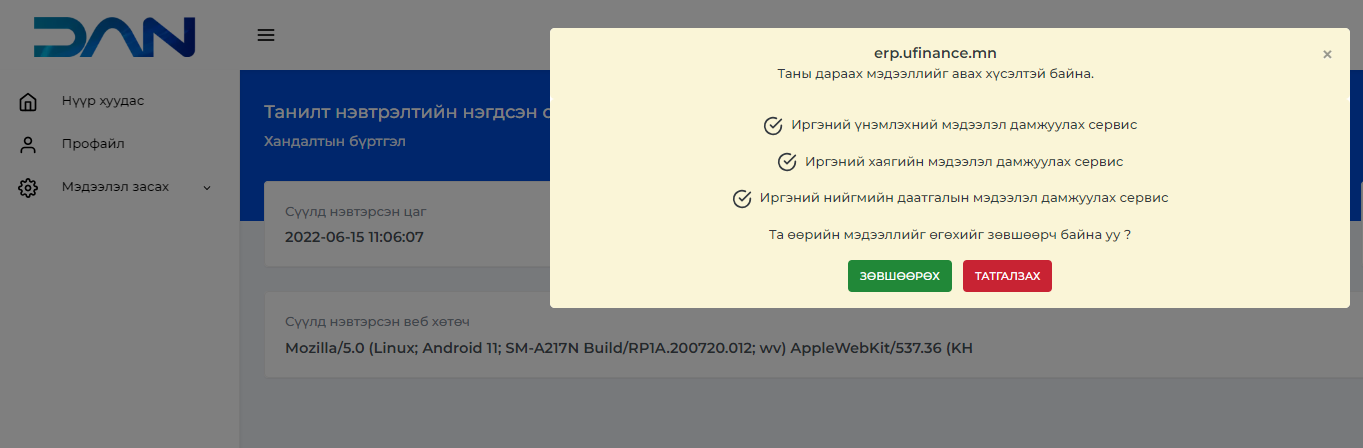 DAN
Нүүр хуудас
Профайл
Мэдээлэл засах
Танилт нэвтрэлтийн нэгдсэн
Хандалтын бүртгэл
Сүүлд нэвтэрсэн цаг
2022-06-15 11:06:07
Сүүлд нэвтэрсэн веб хөтөч
Mozilla/5.0 (Linux; Android 11; SM-A217N Build/RP1A.200720.012; wv) AppleWebKit/537.36 (KH
erp.ufinance.mn
×
Таны дараах мэдээллийг авах хүсэлтэй байна.
Иргэний үнэмлэхний мэдээлэл дамжуулах сервис
Иргэний хаягийн мэдээлэл дамжуулах сервис
Иргэний нийгмийн даатгалын мэдээлэл дамжуулах сервис
Та өөрийн мэдээллийг өгөхийг зөвшөөрч байна уу ?
ЗӨВШӨӨРӨХ
ТАТГАЛЗАХ